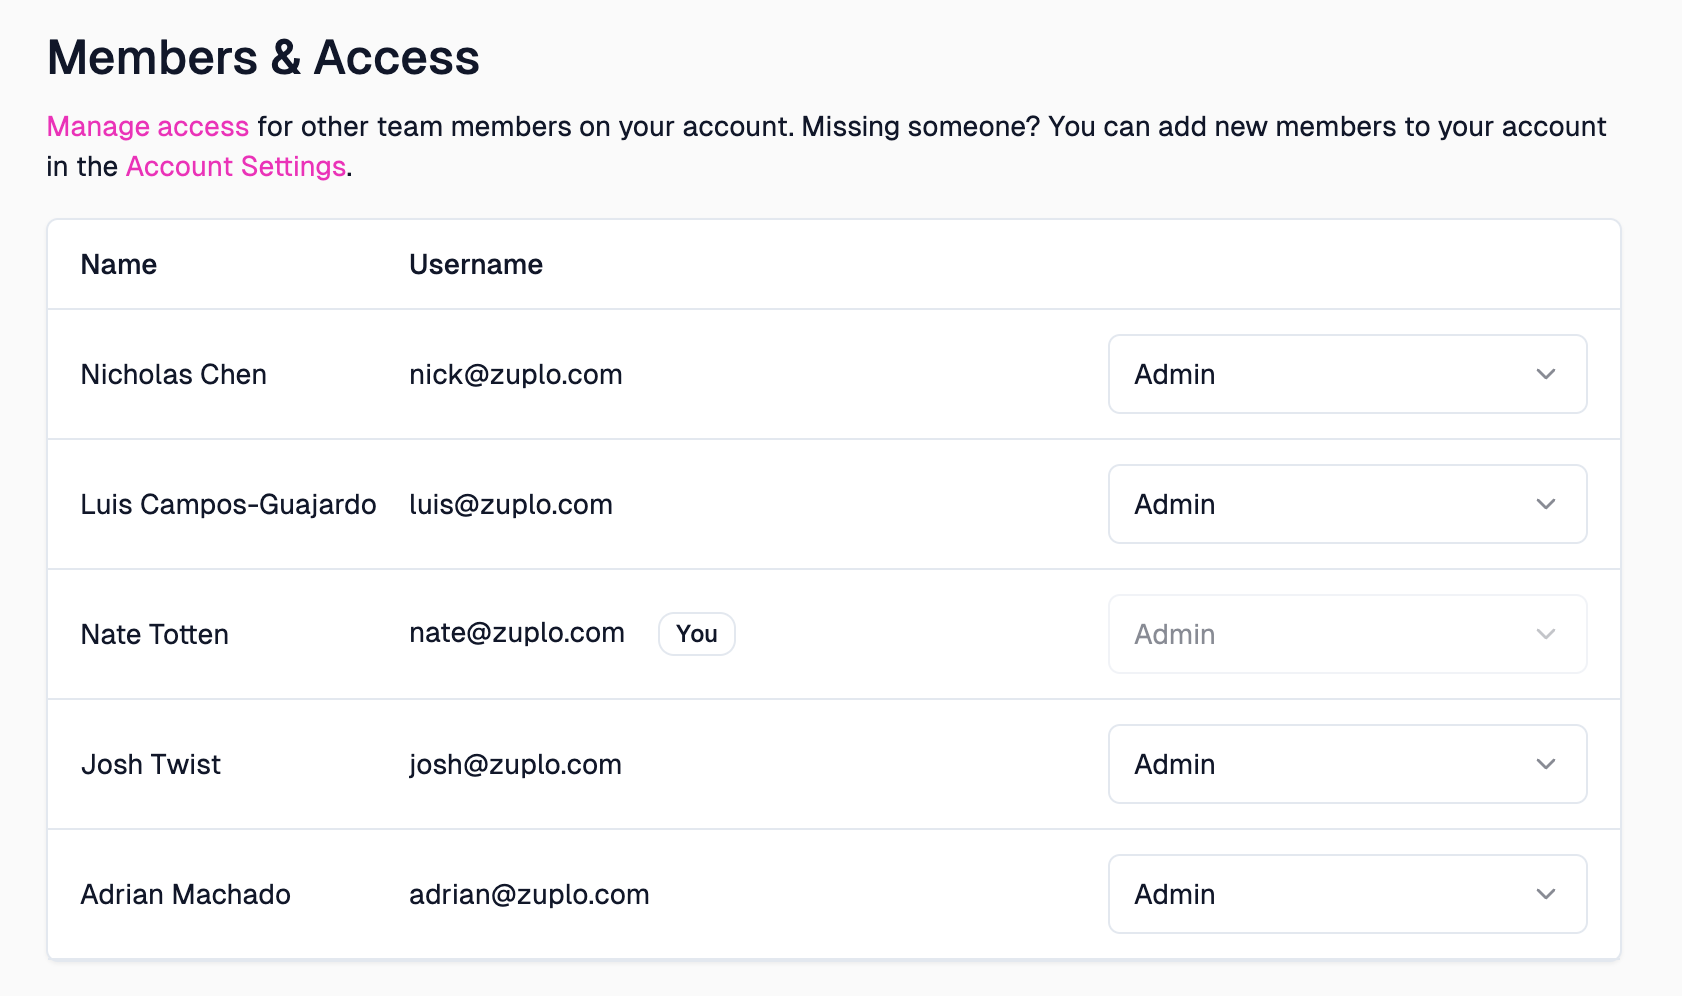 Members & Access
Manage access for other team members on your account. Missing someone? You can add new members to your account
in the Account Settings.
Name Username
Nicholas Chen nick@zuplo.com Admin
Luis Campos-Guajardo luis@zuplo.com Admin
Nate Totten nate@zuplo.com You Admin
Josh Twist josh@zuplo.com Admin
Adrian Machado adrian@zuplo.com Admin